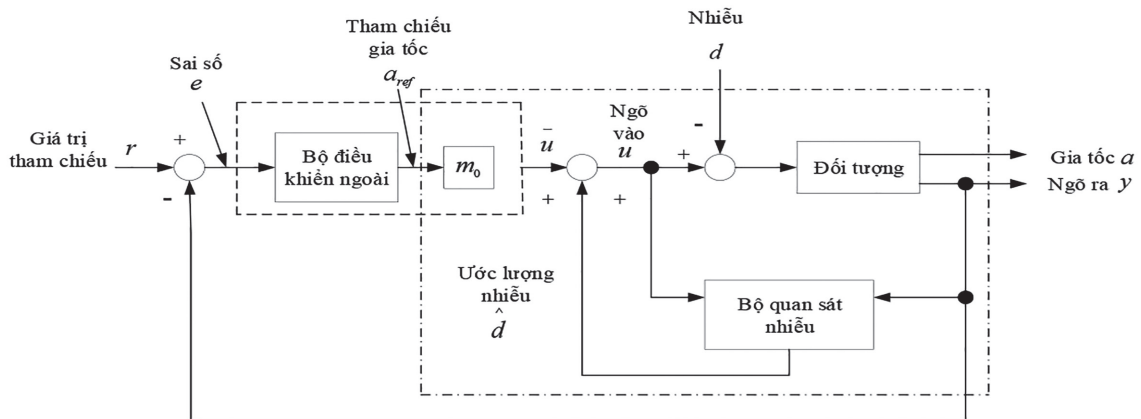 Tham chiếu
gia tốc
a_ref
Nhiễu
d
Sai số
e
Giá trị
tham chiếu
r
+
-
Bộ điều
khiển ngoài
m₀
ū
+
Ngõ
vào
u
+
+
-
Đối tượng
Gia tốc a
Ngõ ra y
Ước lượng
nhiễu
d̂
Bộ quan sát
nhiễu